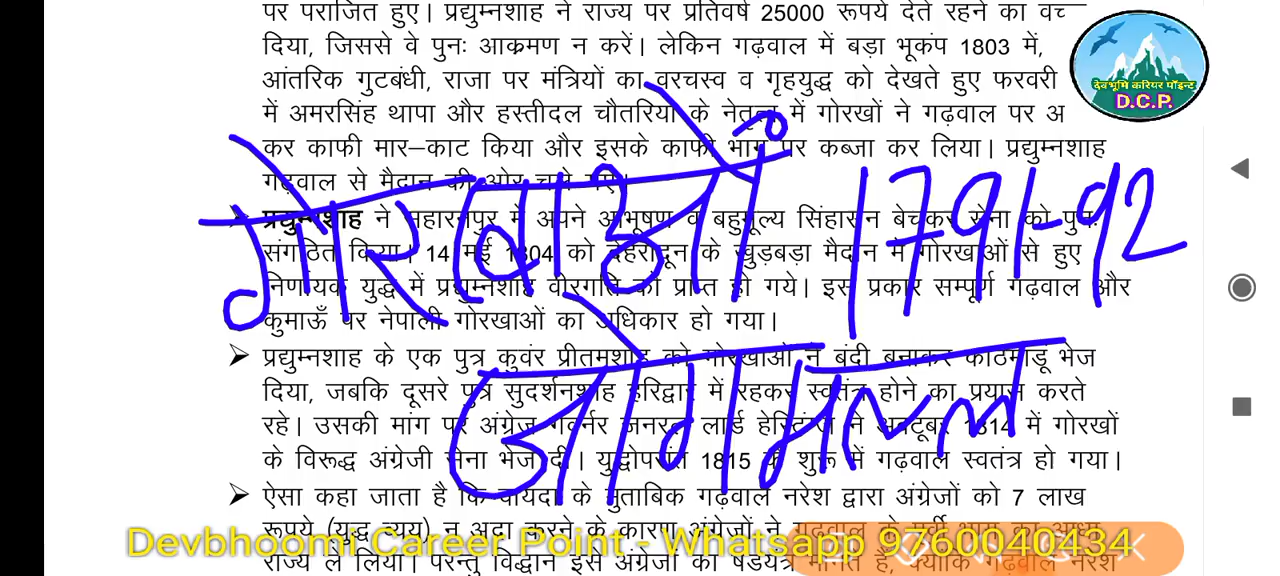 पर पराजित हुए। प्रद्युम्नशाह ने राज्य पर प्रतिवर्ष 25000 रूपये देते रहने का वच
दिया, जिससे वे पुनः आक्रमण न करें। लेकिन गढ़वाल में बड़ा भूकंप 1803 में,
आंतरिक गुटबंधी, राजा पर मंत्रियों का वरचस्व व गृहयुद्ध को देखते हुए फरवरी
में अमरसिंह थापा और हस्तीदल चौतरिया के नेतृत्व में गोरखों ने गढ़वाल पर अ
कर काफी मार–काट किया और इसके काफी भाग पर कब्जा कर लिया। प्रद्युम्नशाह
गढ़वाल से मैदान की ओर चले गए।
गोरखाओं 1791-92
प्रद्युम्नशाह ने सहारनपुर में अपने आभूषण व बहुमूल्य सिंहासन बेचकर सेना को पुनः
संगठित किया। 14 मई 1804 को देहरादून के खुड़बड़ा मैदान में गोरखाओं से हुए
निर्णायक युद्ध में प्रद्युम्नशाह वीरगति को प्राप्त हो गये। इस प्रकार सम्पूर्ण गढ़वाल और
कुमाऊँ पर नेपाली गोरखाओं का अधिकार हो गया।
प्रद्युम्नशाह के एक पुत्र कुवंर प्रीतमशाह को गोरखाओं ने बंदी बनाकर काठमांडू भेज
दिया, जबकि दूसरे पुत्र सुदर्शनशाह हरिद्वार में रहकर स्वतंत्र होने का प्रयास करते
रहे। उसकी मांग पर अंग्रेज गवर्नर जनरल लार्ड हेस्टिंग्ज ने अक्टूबर 1814 में गोरखों
के विरूद्ध अंग्रेजी सेना भेज दी। युद्वोपरांत 1815 के शुरू में गढ़वाल स्वतंत्र हो गया।
ऐसा कहा जाता है कि वायदा के मुताबिक गढ़वाल नरेश द्वारा अंग्रेजों को 7 लाख
रूपये (युद्ध व्यय) न अदा करने के कारण अंग्रेजों ने गढ़वाल के पूर्वी भाग का आधा
राज्य ले लिया। परन्तु विद्वान इसे अंग्रेजों का षडयंत्र मानते है, क्योंकि गढ़वाल नरेश
देवभूमि करियर पॉइन्ट
D.C.P.
Devbhoomi Career Point - Whatsapp 9760040434